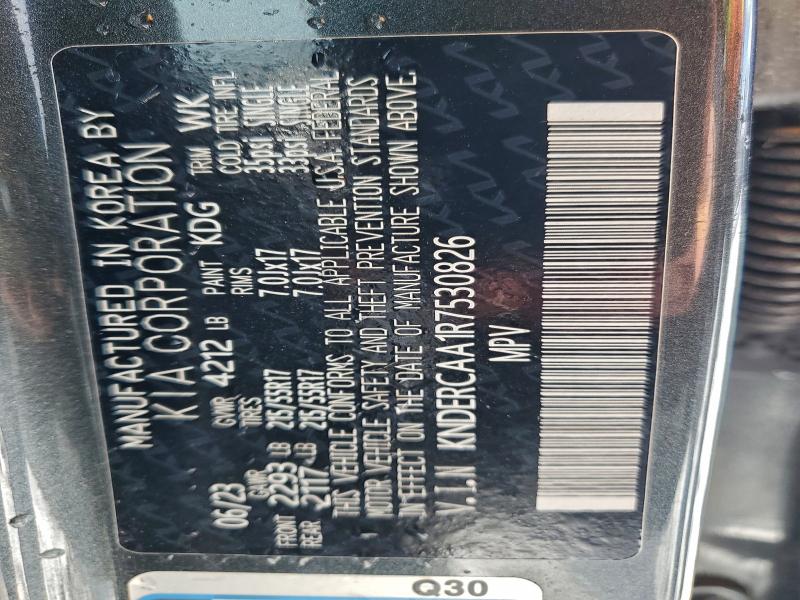 MANUFACTURED IN KOREA BY
KIA CORPORATION
06/23 GVWR 4212 LB PAINT KDG TRIM WK
GAWR TIRES RIMS COLD TIRE INFL
FRONT 2293 LB 215/55R17 7.0Jx17 35psi SINGLE
REAR 2117 LB 215/55R17 7.0Jx17 33psi SINGLE
THIS VEHICLE CONFORMS TO ALL APPLICABLE U.S.A. FEDERAL
MOTOR VEHICLE SAFETY AND THEFT PREVENTION STANDARDS
IN EFFECT ON THE DATE OF MANUFACTURE SHOWN ABOVE.
V.I.N KNDERCAA1R7530826
MPV
Q30